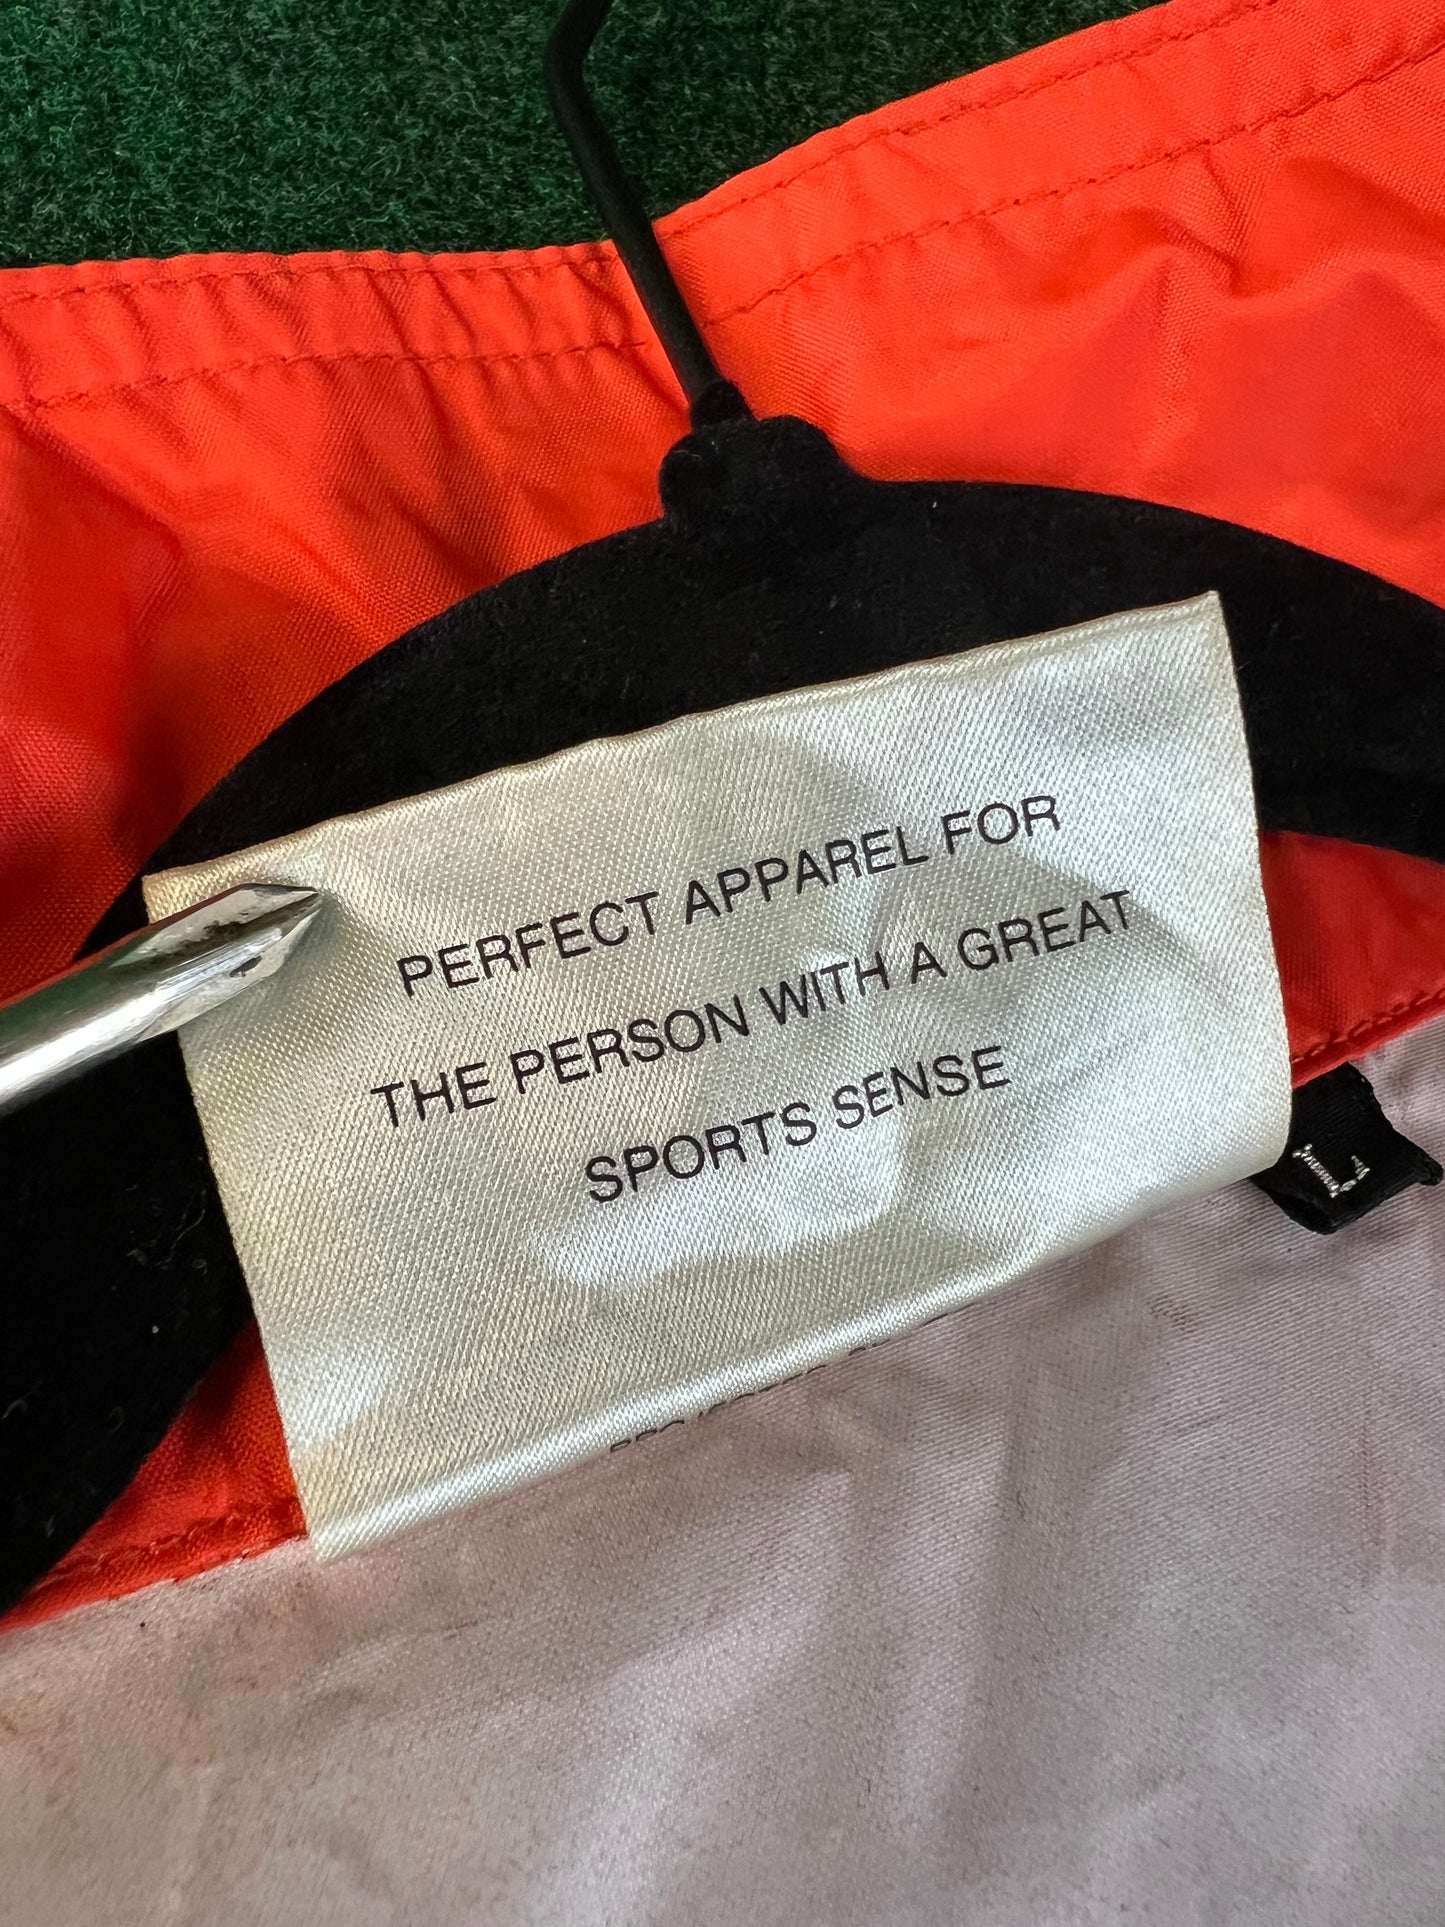 PERFECT APPAREL FOR
THE PERSON WITH A GREAT
SPORTS SENSE
L